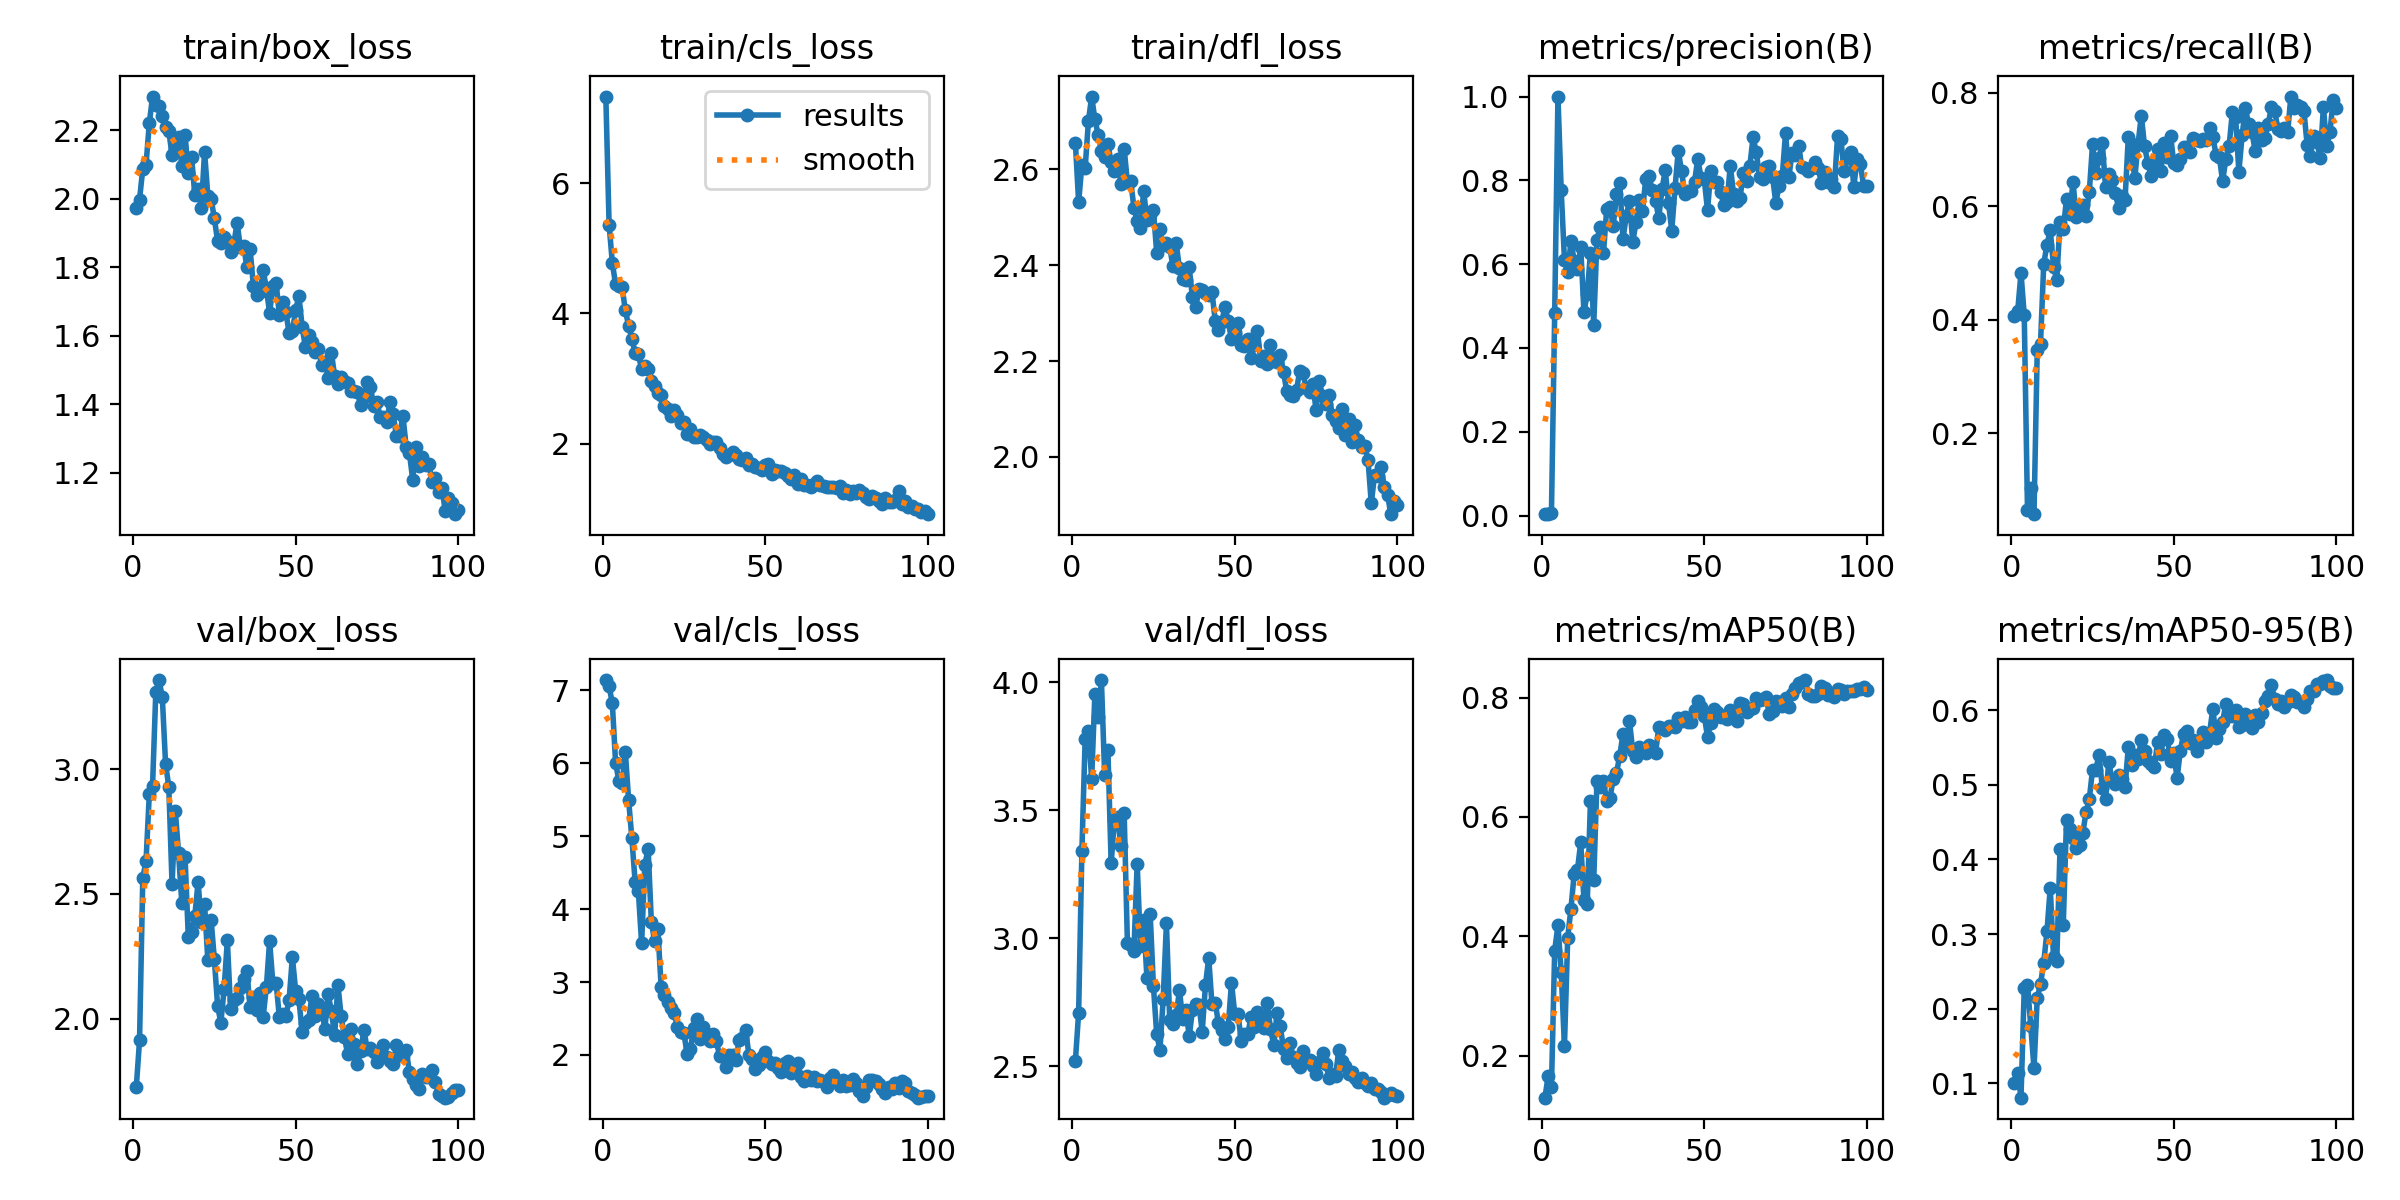 train/box_loss
2.2
2.0
1.8
1.6
1.4
1.2
0 50 100
train/cls_loss
results
smooth
6
4
2
0 50 100
train/dfl_loss
2.6
2.4
2.2
2.0
0 50 100
metrics/precision(B)
1.0
0.8
0.6
0.4
0.2
0.0
0 50 100
metrics/recall(B)
0.8
0.6
0.4
0.2
0 50 100
val/box_loss
3.0
2.5
2.0
0 50 100
val/cls_loss
7
6
5
4
3
2
0 50 100
val/dfl_loss
4.0
3.5
3.0
2.5
0 50 100
metrics/mAP50(B)
0.8
0.6
0.4
0.2
0 50 100
metrics/mAP50-95(B)
0.6
0.5
0.4
0.3
0.2
0.1
0 50 100